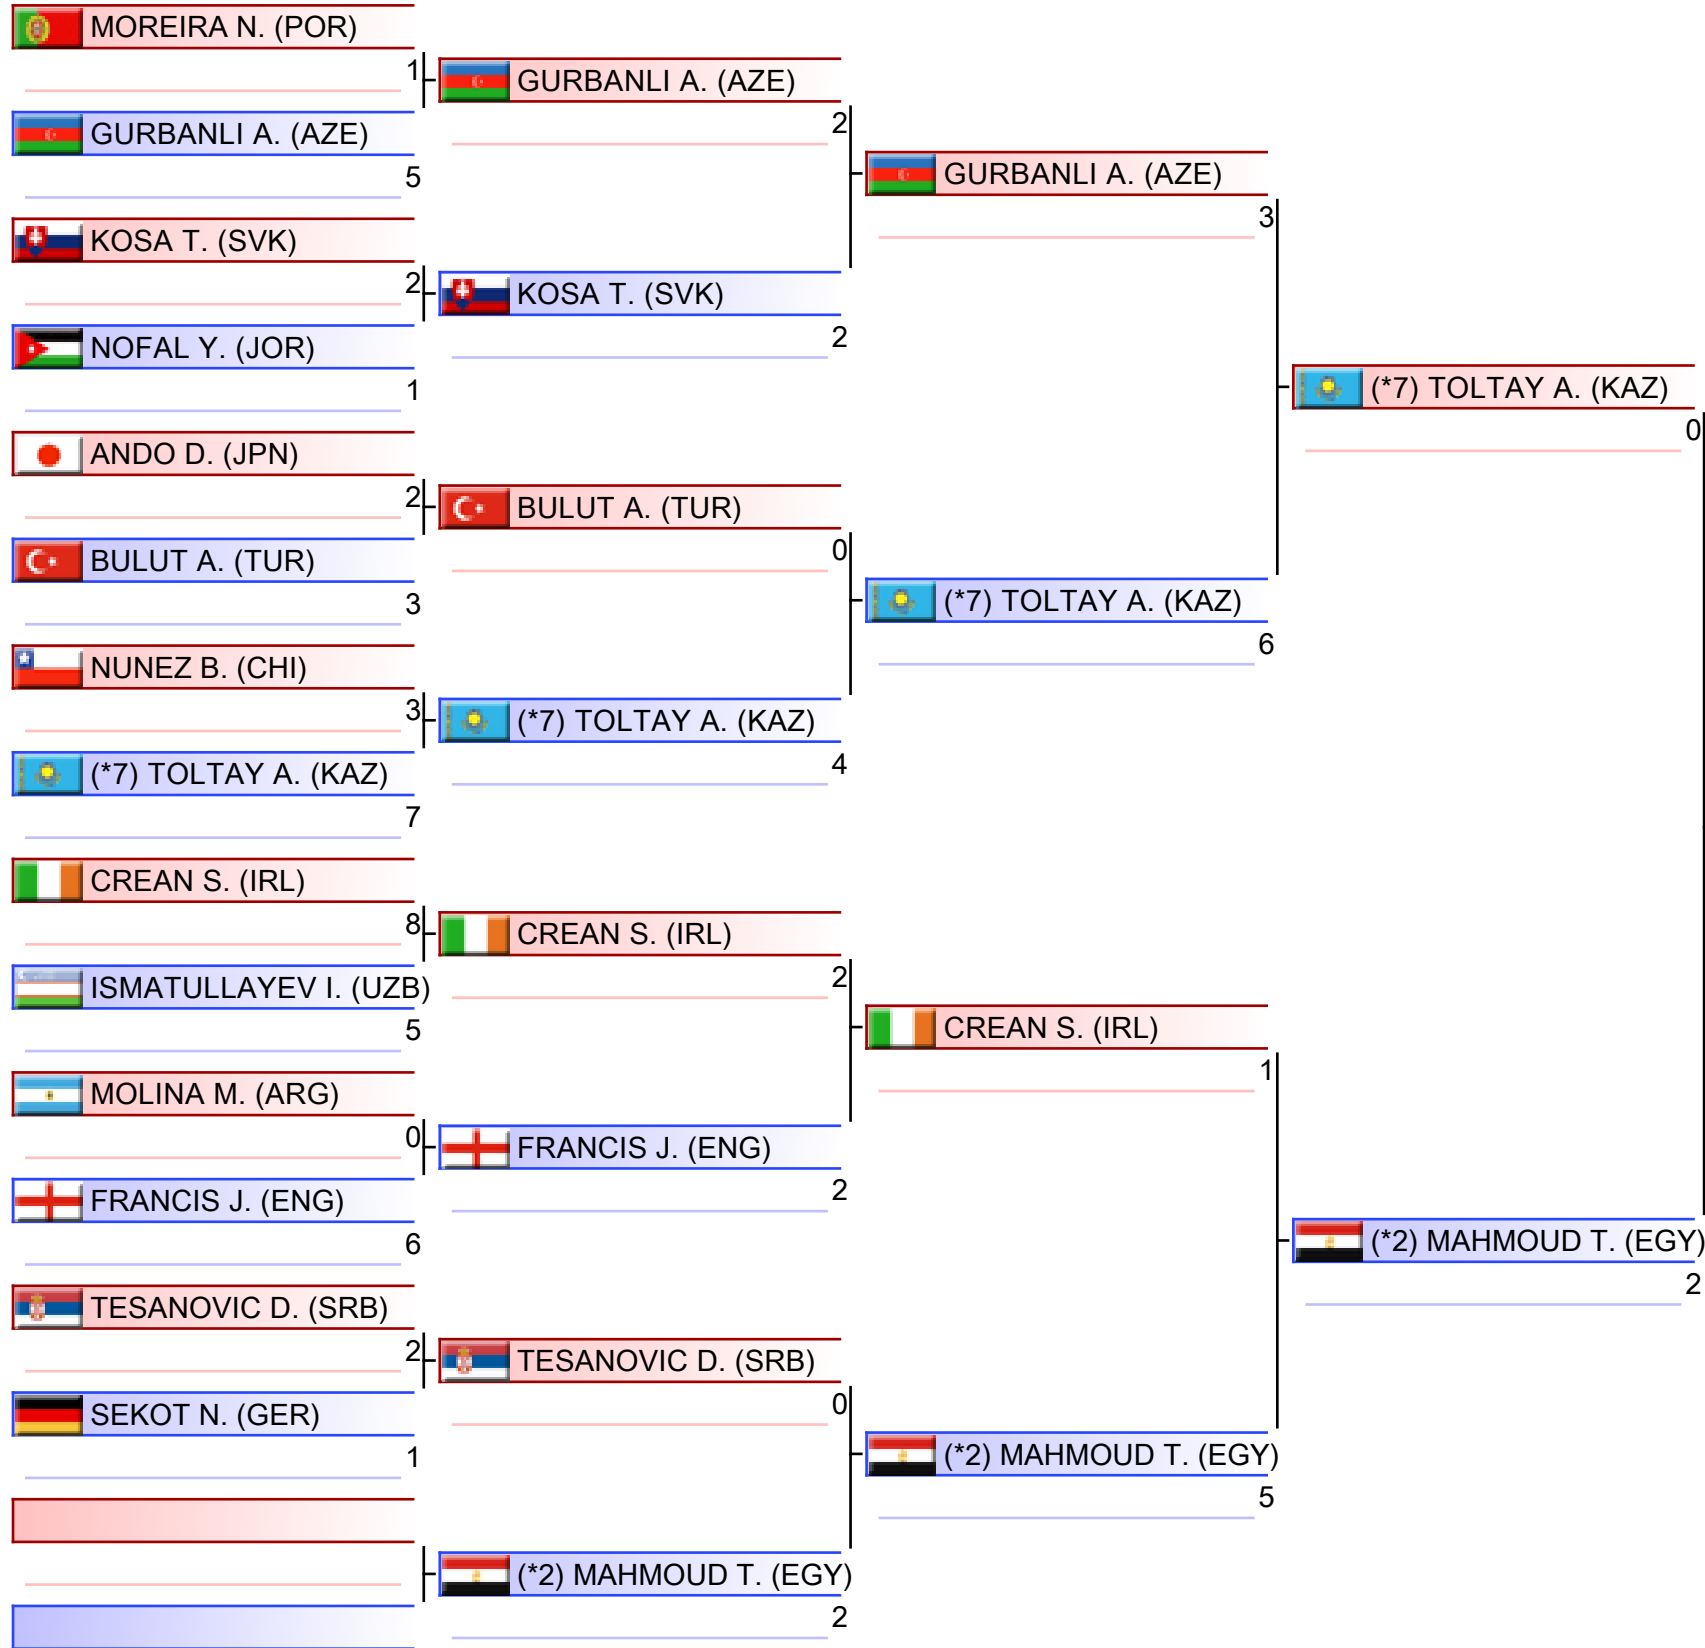 MOREIRA N. (POR)
1
GURBANLI A. (AZE)
5
KOSA T. (SVK)
2
NOFAL Y. (JOR)
1
ANDO D. (JPN)
2
BULUT A. (TUR)
3
NUNEZ B. (CHI)
3
(*7) TOLTAY A. (KAZ)
7
CREAN S. (IRL)
8
ISMATULLAYEV I. (UZB)
5
MOLINA M. (ARG)
0
FRANCIS J. (ENG)
6
TESANOVIC D. (SRB)
2
SEKOT N. (GER)
1
GURBANLI A. (AZE)
2
KOSA T. (SVK)
2
BULUT A. (TUR)
0
(*7) TOLTAY A. (KAZ)
4
CREAN S. (IRL)
2
FRANCIS J. (ENG)
2
TESANOVIC D. (SRB)
0
(*2) MAHMOUD T. (EGY)
2
GURBANLI A. (AZE)
3
(*7) TOLTAY A. (KAZ)
6
CREAN S. (IRL)
1
(*2) MAHMOUD T. (EGY)
5
(*7) TOLTAY A. (KAZ)
0
(*2) MAHMOUD T. (EGY)
2